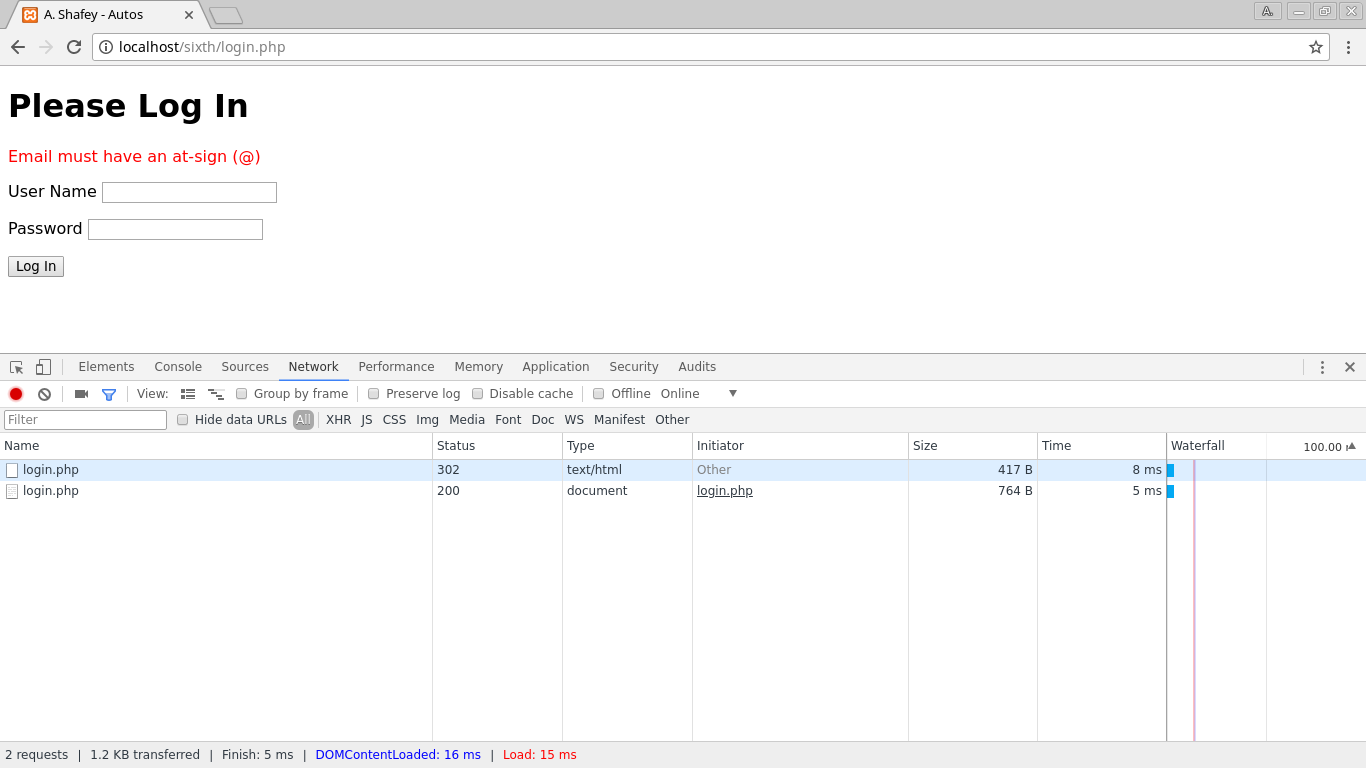 A. Shafey - Autos
A.
localhost/sixth/login.php
Please Log In
Email must have an at-sign (@)
User Name
Password
Log In
Elements Console Sources Network Performance Memory Application Security Audits
View: Group by frame Preserve log Disable cache Offline Online
Filter Hide data URLs All XHR JS CSS Img Media Font Doc WS Manifest Other
Name Status Type Initiator Size Time Waterfall 100.00
login.php 302 text/html Other 417 B 8 ms
login.php 200 document login.php 764 B 5 ms
2 requests | 1.2 KB transferred | Finish: 5 ms | DOMContentLoaded: 16 ms | Load: 15 ms